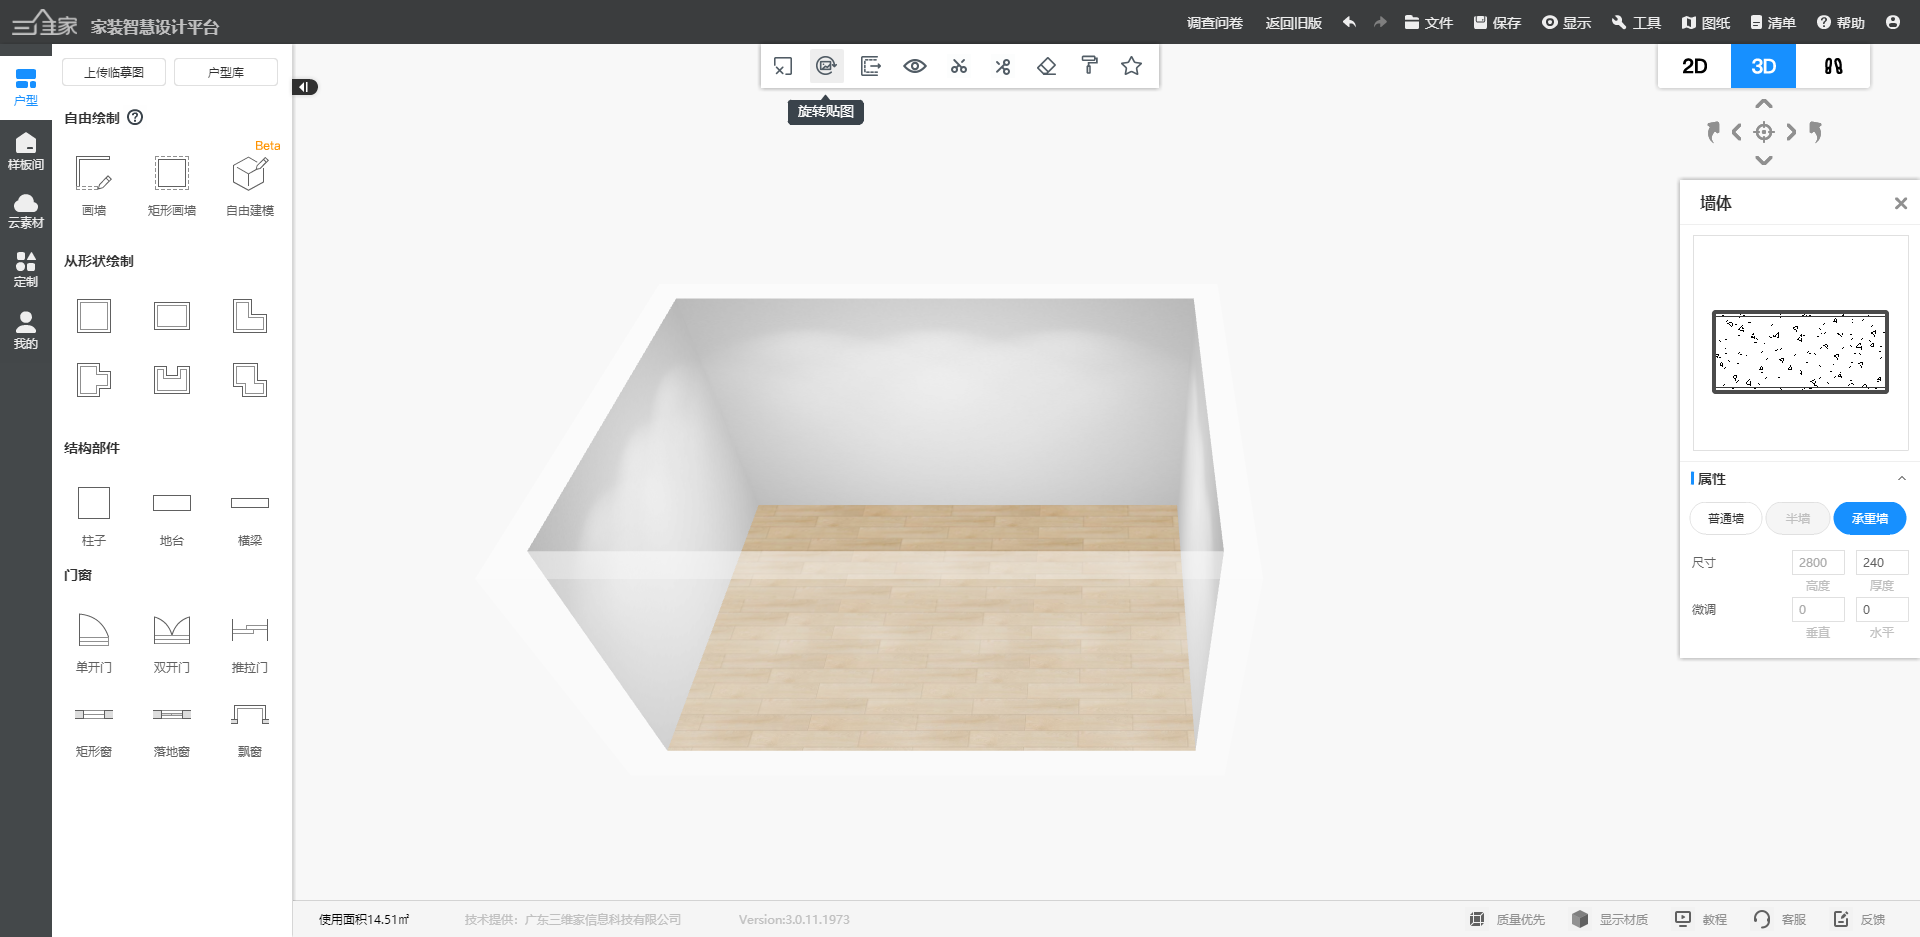 三维家 家装智慧设计平台
调查问卷 返回旧版 文件 保存 显示 工具 图纸 清单 帮助
户型
样板间
云素材
定制
我的
上传临摹图 户型库
自由绘制
Beta
画墙 矩形画墙 自由建模
从形状绘制
结构部件
柱子 地台 横梁
门窗
单开门 双开门 推拉门
矩形窗 落地窗 飘窗
旋转贴图
2D 3D
墙体
属性
普通墙 半墙 承重墙
尺寸 2800 240
高度 厚度
微调 0 0
垂直 水平
使用面积14.51㎡ 技术提供：广东三维家信息科技有限公司 Version:3.0.11.1973
质量优先 显示材质 教程 客服 反馈